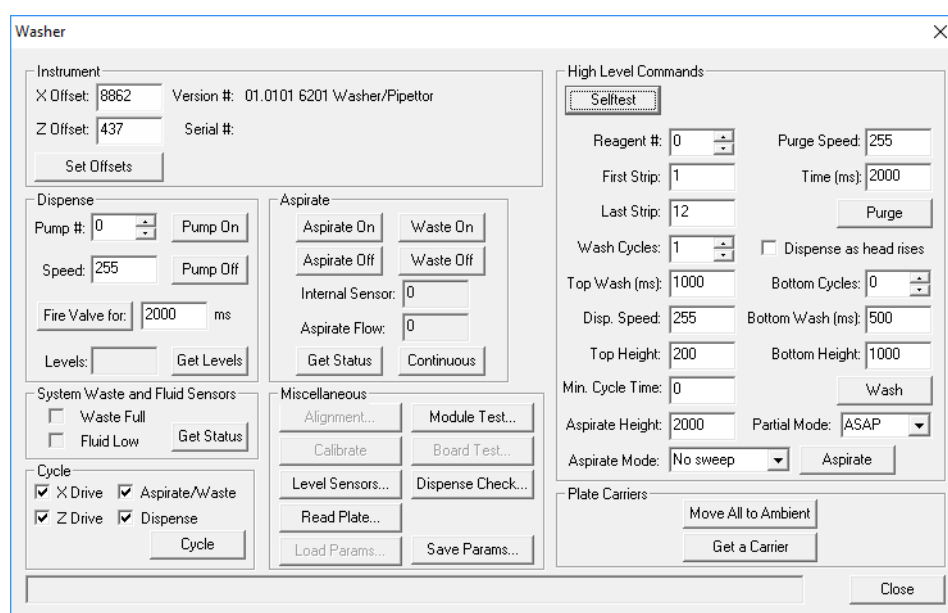 Washer
Instrument
X Offset: 8862 Version #: 01.0101 6201 Washer/Pipettor
Z Offset: 437 Serial #:
Set Offsets
Dispense
Pump #: 0 Pump On
Speed: 255 Pump Off
Fire Valve for: 2000 ms
Levels: Get Levels
Aspirate
Aspirate On Waste On
Aspirate Off Waste Off
Internal Sensor: 0
Aspirate Flow: 0
Get Status Continuous
System Waste and Fluid Sensors
Waste Full
Fluid Low Get Status
Cycle
X Drive Aspirate/Waste
Z Drive Dispense
Cycle
Miscellaneous
Alignment... Module Test...
Calibrate Board Test...
Level Sensors... Dispense Check...
Read Plate...
Load Params... Save Params...
High Level Commands
Selftest
Reagent #: 0 Purge Speed: 255
First Strip: 1 Time (ms): 2000
Last Strip: 12 Purge
Wash Cycles: 1 Dispense as head rises
Top Wash (ms): 1000 Bottom Cycles: 0
Disp. Speed: 255 Bottom Wash (ms): 500
Top Height: 200 Bottom Height: 1000
Min. Cycle Time: 0 Wash
Aspirate Height: 2000 Partial Mode: ASAP
Aspirate Mode: No sweep Aspirate
Plate Carriers
Move All to Ambient
Get a Carrier
Close